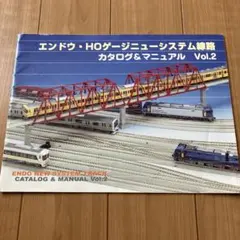 エンドウ・HOゲージニューシステム線路
カタログ&マニュアル Vol.2
ENDO NEW SYSTEM TRACK
CATALOG & MANUAL Vol.2